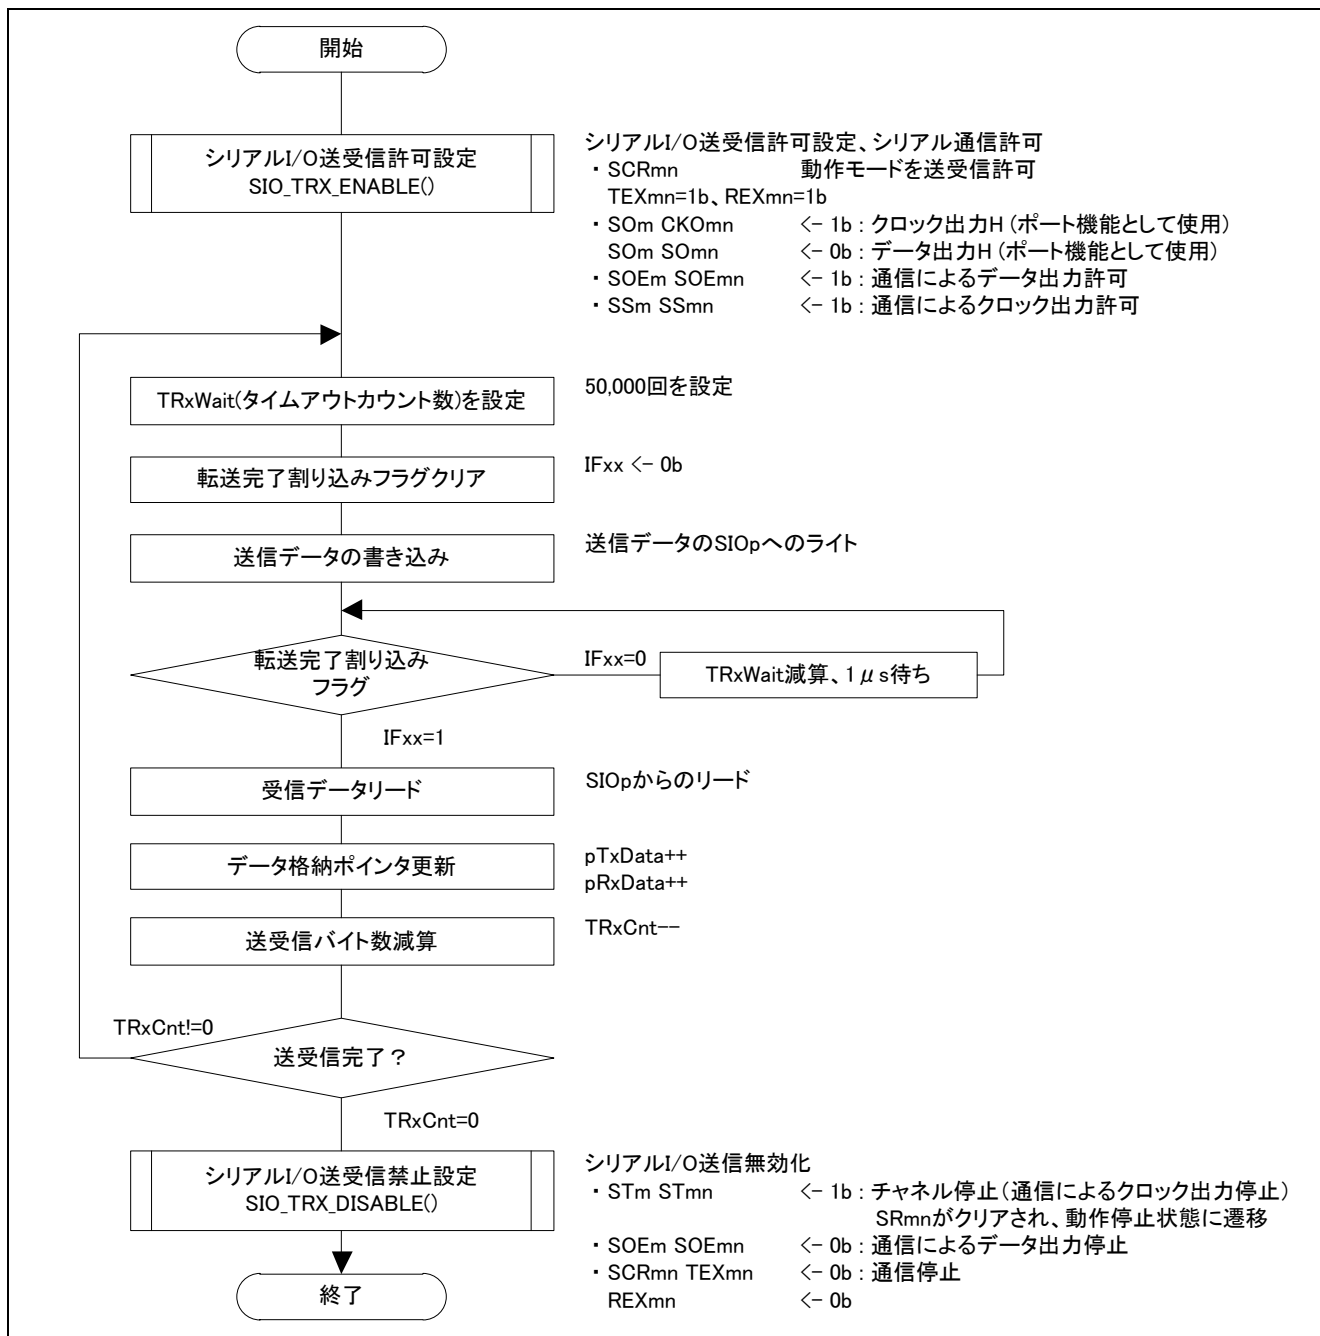 開始
シリアルI/O送受信許可設定
SIO_TRX_ENABLE()
シリアルI/O送受信許可設定、シリアル通信許可
・SCRmn 動作モードを送受信許可
TEXmn=1b、REXmn=1b
・SOm CKOmn <- 1b : クロック出力H (ポート機能として使用)
SOm SOmn <- 0b : データ出力H (ポート機能として使用)
・SOEm SOEmn <- 1b : 通信によるデータ出力許可
・SSm SSmn <- 1b : 通信によるクロック出力許可
TRxWait(タイムアウトカウント数)を設定
50,000回を設定
転送完了割り込みフラグクリア
IFxx <- 0b
送信データの書き込み
送信データのSIOpへのライト
転送完了割り込み
フラグ
IFxx=0
TRxWait減算、1μs待ち
IFxx=1
受信データリード
SIOpからのリード
データ格納ポインタ更新
pTxData++
pRxData++
送受信バイト数減算
TRxCnt--
TRxCnt!=0
送受信完了？
TRxCnt=0
シリアルI/O送受信禁止設定
SIO_TRX_DISABLE()
シリアルI/O送信無効化
・STm STmn <- 1b : チャネル停止(通信によるクロック出力停止)
SRmnがクリアされ、動作停止状態に遷移
・SOEm SOEmn <- 0b : 通信によるデータ出力停止
・SCRmn TEXmn <- 0b : 通信停止
REXmn <- 0b
終了